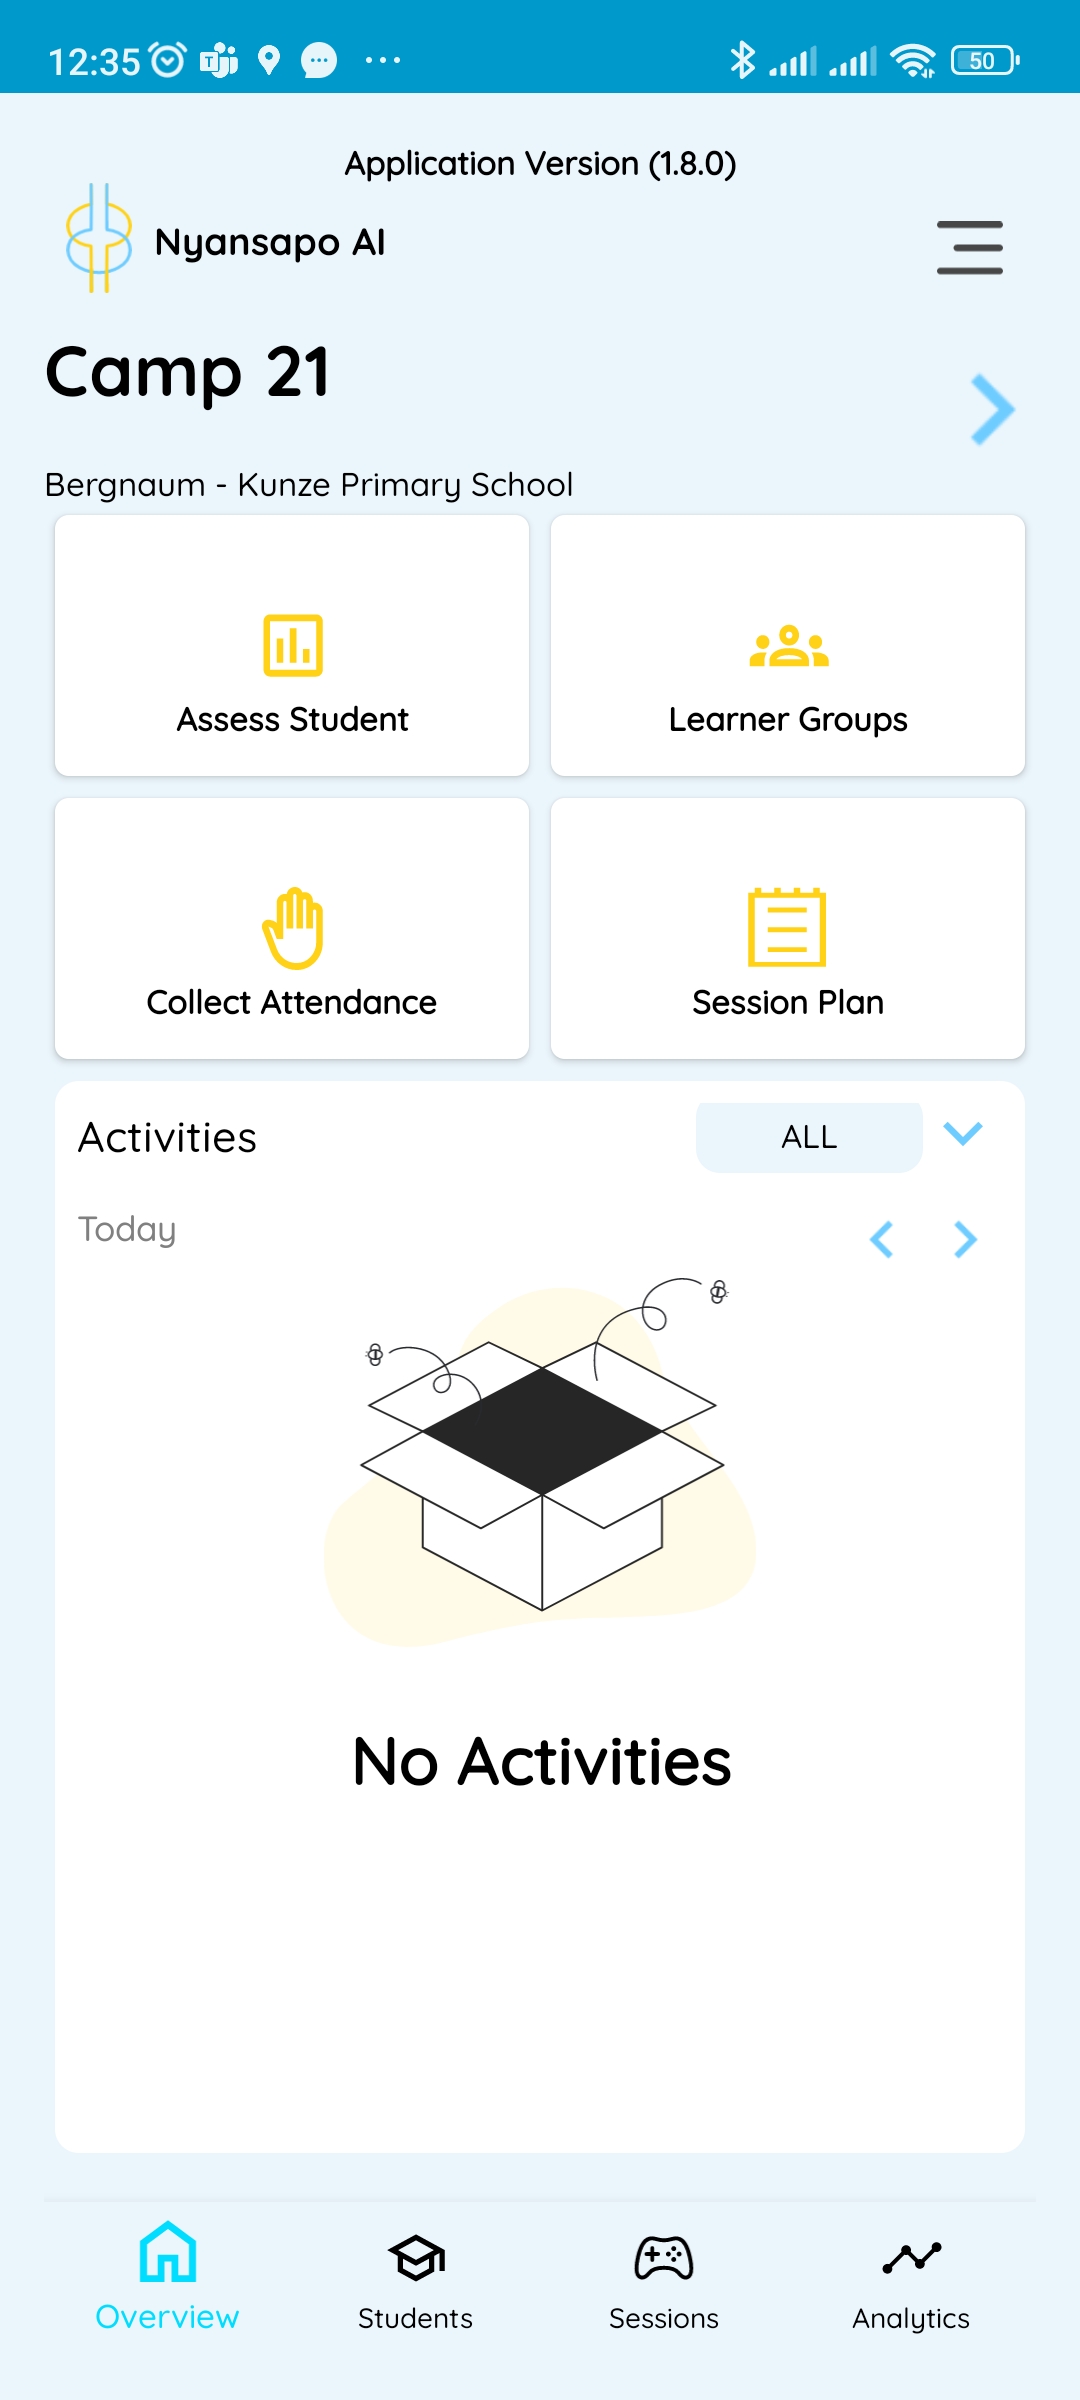 12:35
50
Application Version (1.8.0)
Nyansapo AI
Camp 21
Bergnaum - Kunze Primary School
Assess Student
Learner Groups
Collect Attendance
Session Plan
Activities
ALL
Today
No Activities
Overview
Students
Sessions
Analytics